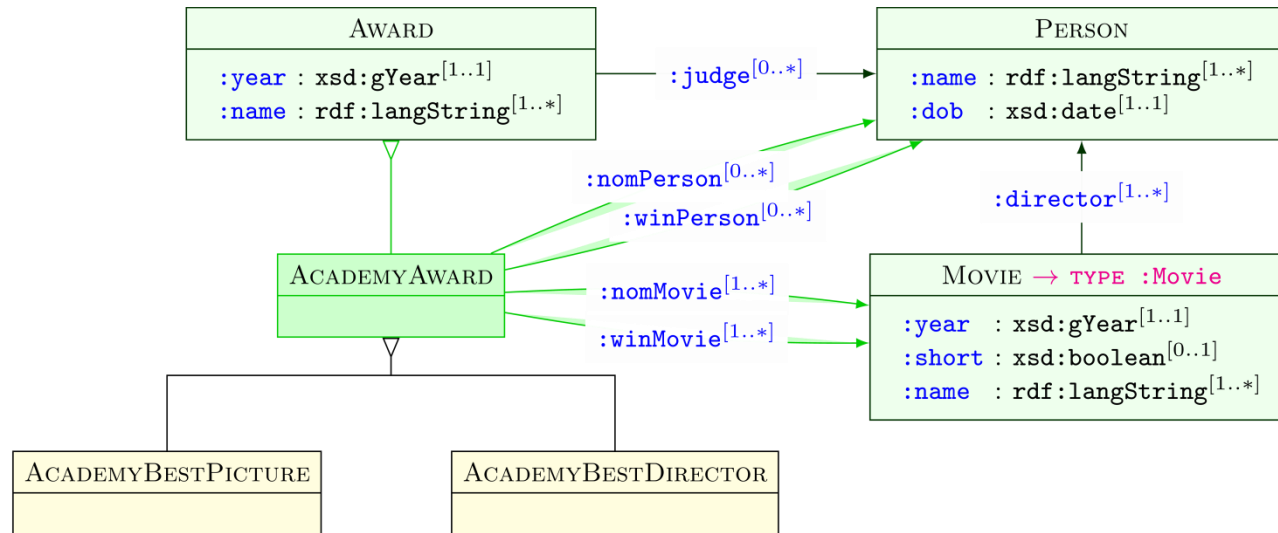 AWARD
:year : xsd:gYear[1..1]
:name : rdf:langString[1..*]
:judge[0..*]
PERSON
:name : rdf:langString[1..*]
:dob : xsd:date[1..1]
:nomPerson[0..*]
:winPerson[0..*]
:director[1..*]
ACADEMYAWARD
:nomMovie[1..*]
:winMovie[1..*]
MOVIE → TYPE :Movie
:year : xsd:gYear[1..1]
:short : xsd:boolean[0..1]
:name : rdf:langString[1..*]
ACADEMYBESTPICTURE
ACADEMYBESTDIRECTOR